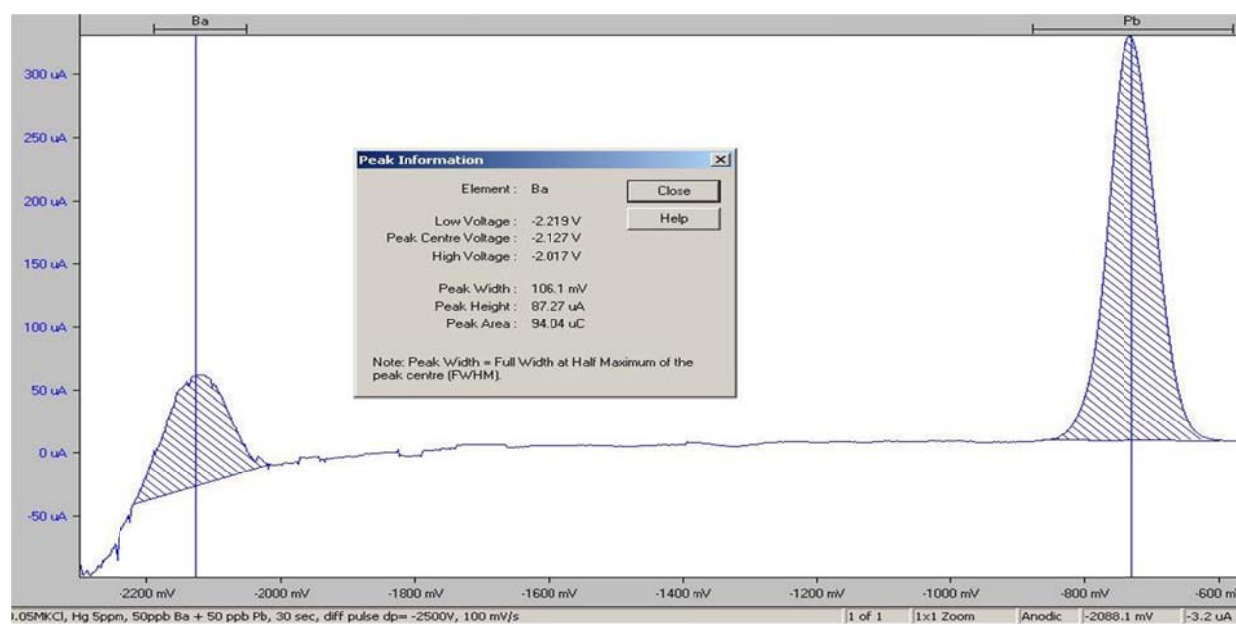 Ba Pb
300 uA
250 uA
200 uA
150 uA
100 uA
50 uA
0 uA
-50 uA
Peak Information
Element : Ba
Close
Low Voltage : -2.219 V
Help
Peak Centre Voltage : -2.127 V
High Voltage : -2.017 V
Peak Width : 106.1 mV
Peak Height : 87.27 uA
Peak Area : 94.04 uC
Note: Peak Width = Full Width at Half Maximum of the
peak centre (FWHM).
-2200 mV -2000 mV -1800 mV -1600 mV -1400 mV -1200 mV -1000 mV -800 mV -600 m
.05MKCl, Hg 5ppm, 50ppb Ba + 50 ppb Pb, 30 sec, diff pulse dp= -2500V, 100 mV/s 1 of 1 1x1 Zoom Anodic -2088.1 mV -3.2 uA